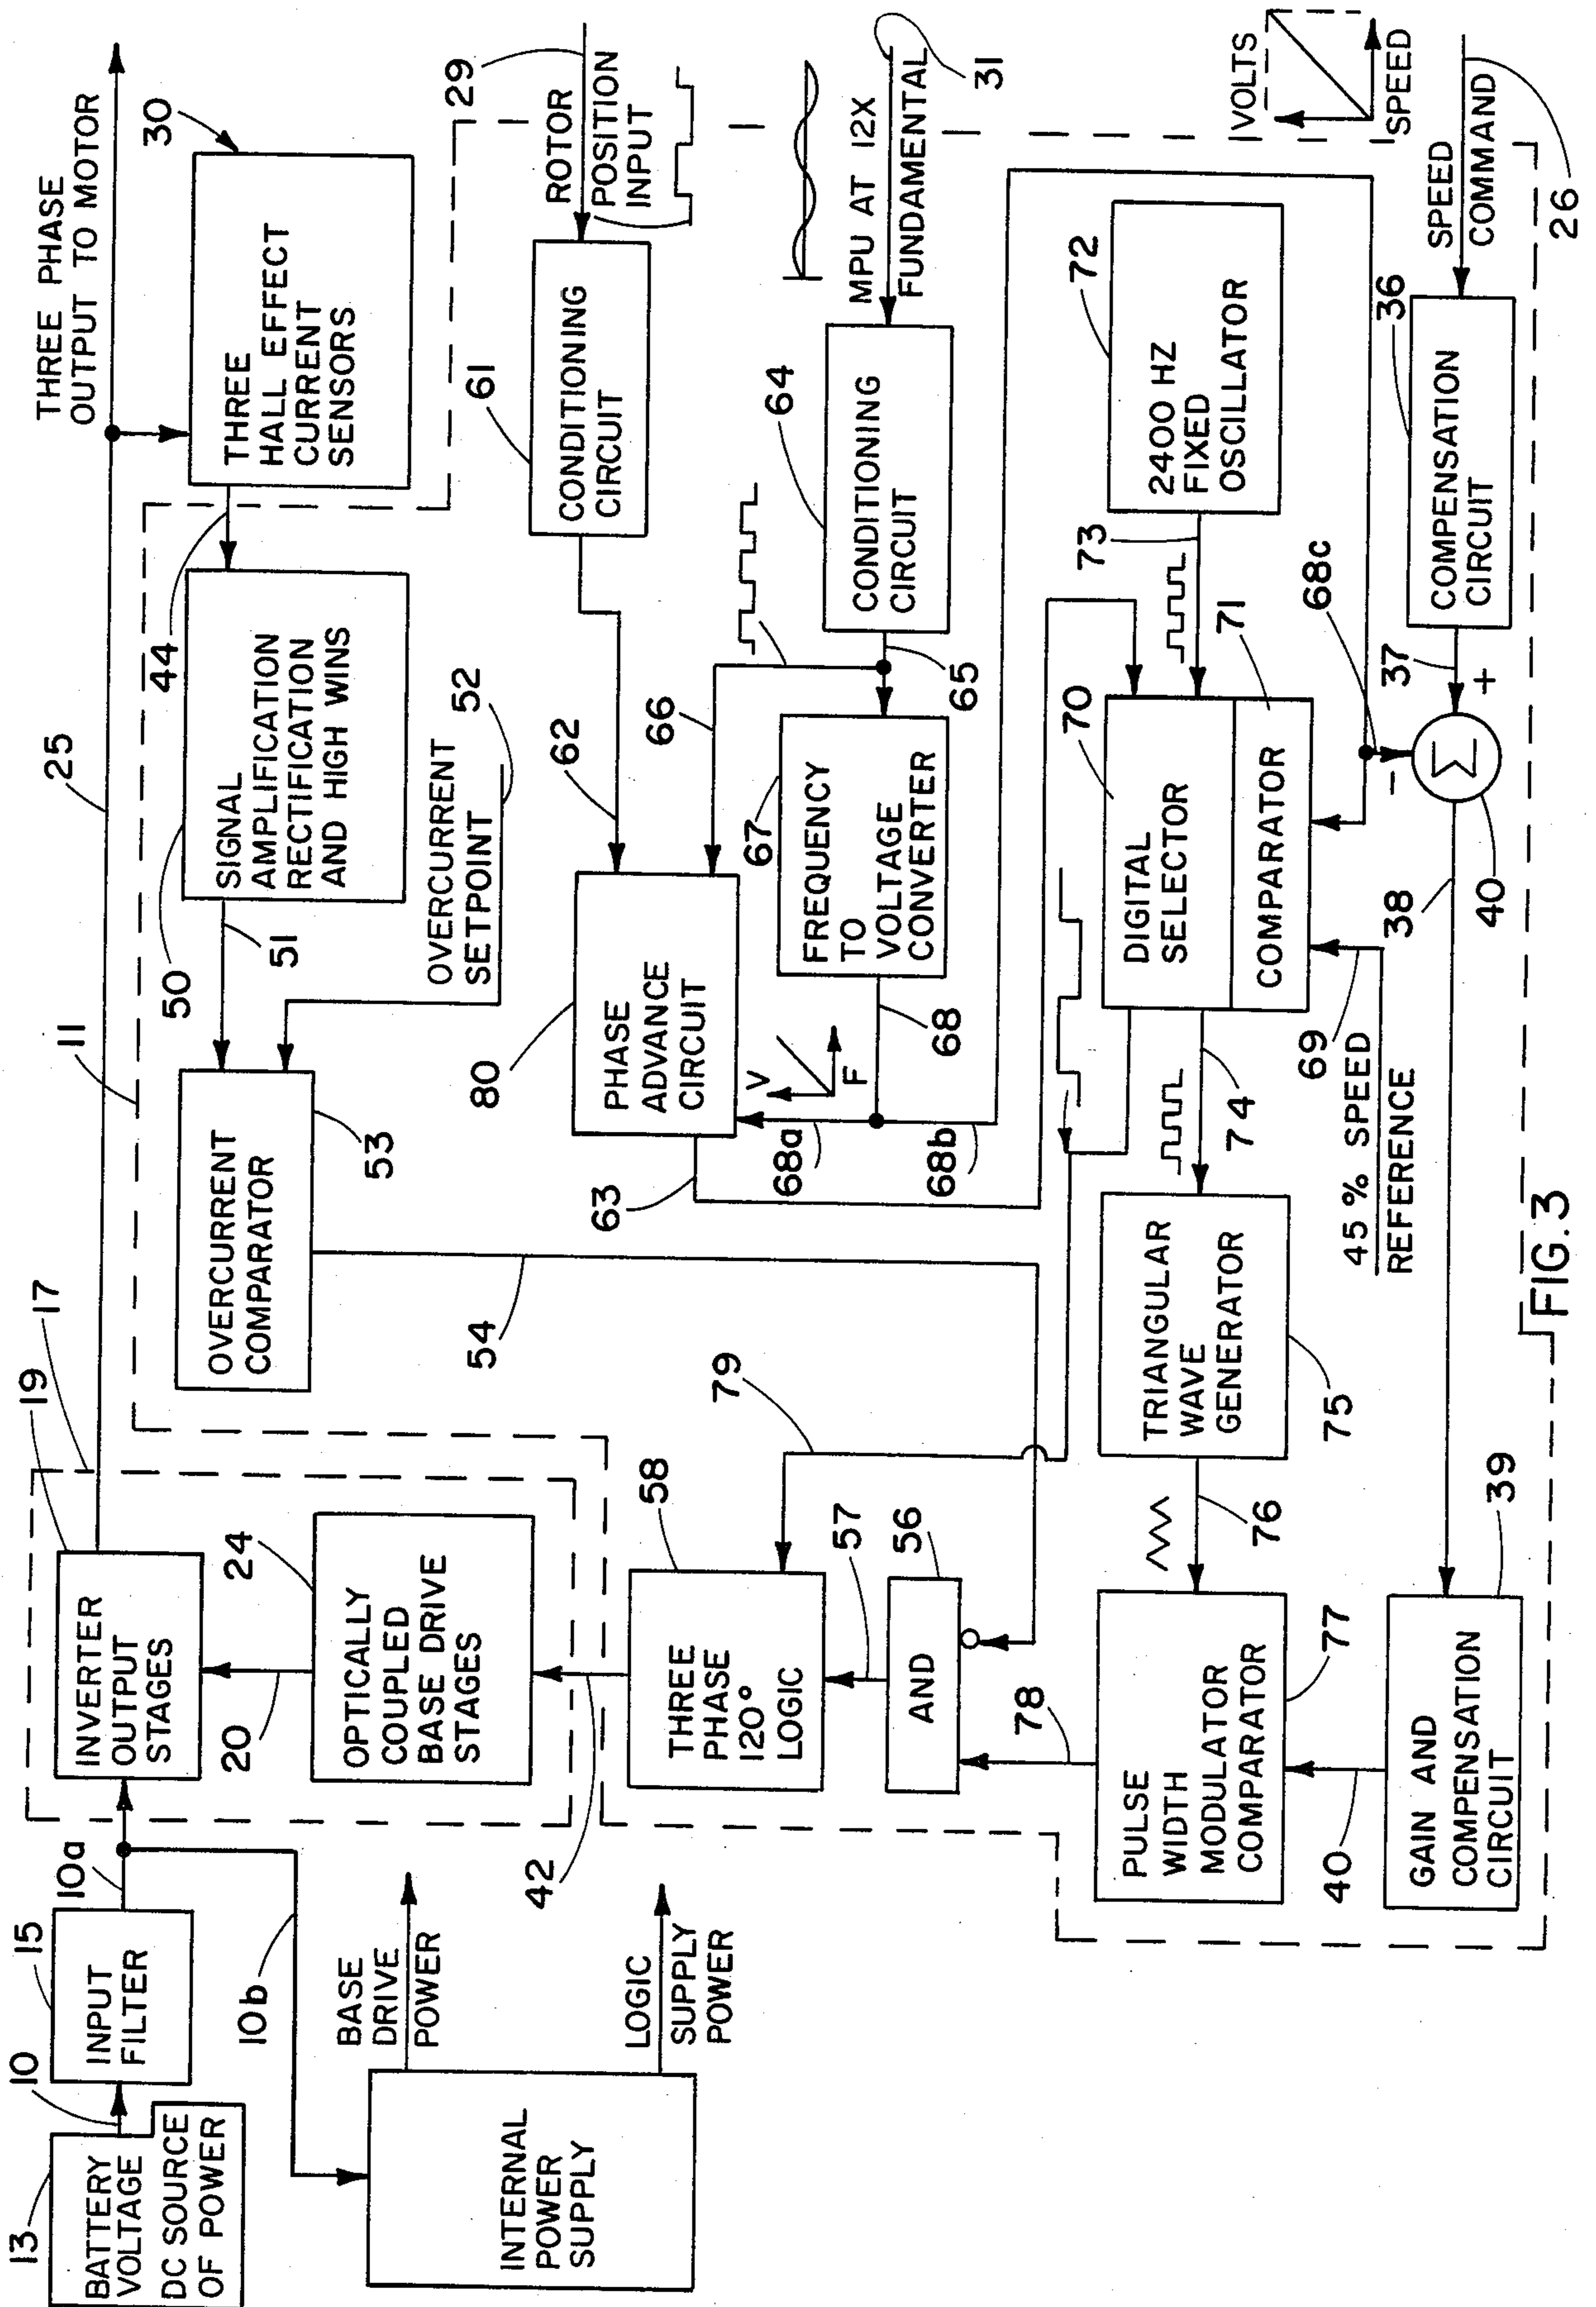 13
BATTERY
VOLTAGE
DC SOURCE
OF POWER
10
15
INPUT
FILTER
10a
10b
INTERNAL
POWER
SUPPLY
BASE
DRIVE
POWER
LOGIC
SUPPLY
POWER
19
17
INVERTER
OUTPUT
STAGES
20
24
OPTICALLY
COUPLED
BASE DRIVE
STAGES
42
25
11
THREE PHASE
OUTPUT TO MOTOR
30
THREE
HALL EFFECT
CURRENT
SENSORS
44
50
SIGNAL
AMPLIFICATION
RECTIFICATION
AND HIGH WINS
51
52
OVERCURRENT
SETPOINT
OVERCURRENT
COMPARATOR
53
54
58
THREE
PHASE
120°
LOGIC
79
57
56
AND
78
29
ROTOR
POSITION
INPUT
61
CONDITIONING
CIRCUIT
62
66
80
PHASE
ADVANCE
CIRCUIT
63
V
F
68a
68b
68
67
FREQUENCY
TO
VOLTAGE
CONVERTER
65
64
CONDITIONING
CIRCUIT
MPU AT 12X
FUNDAMENTAL
31
72
2400 HZ
FIXED
OSCILLATOR
73
70
DIGITAL
SELECTOR
71
COMPARATOR
74
69
45% SPEED
REFERENCE
TRIANGULAR
WAVE
GENERATOR
75
76
PULSE
WIDTH
MODULATOR
COMPARATOR
77
40
GAIN AND
COMPENSATION
CIRCUIT
39
38
40
Σ
-
+
68c
37
36
COMPENSATION
CIRCUIT
SPEED
COMMAND
26
VOLTS
SPEED
FIG.3